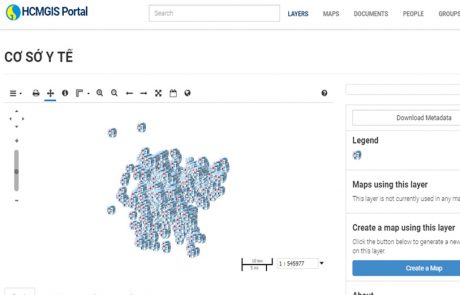 HCMGIS Portal
Search
LAYERS
MAPS
DOCUMENTS
PEOPLE
GROUPS
CƠ SỞ Y TẾ
Download Metadata
Legend
Maps using this layer
This layer is not currently used in any ma
Create a map using this layer
Click the button below to generate a new
on this layer.
Create a Map
10 km
5 mi
1 : 545977
About